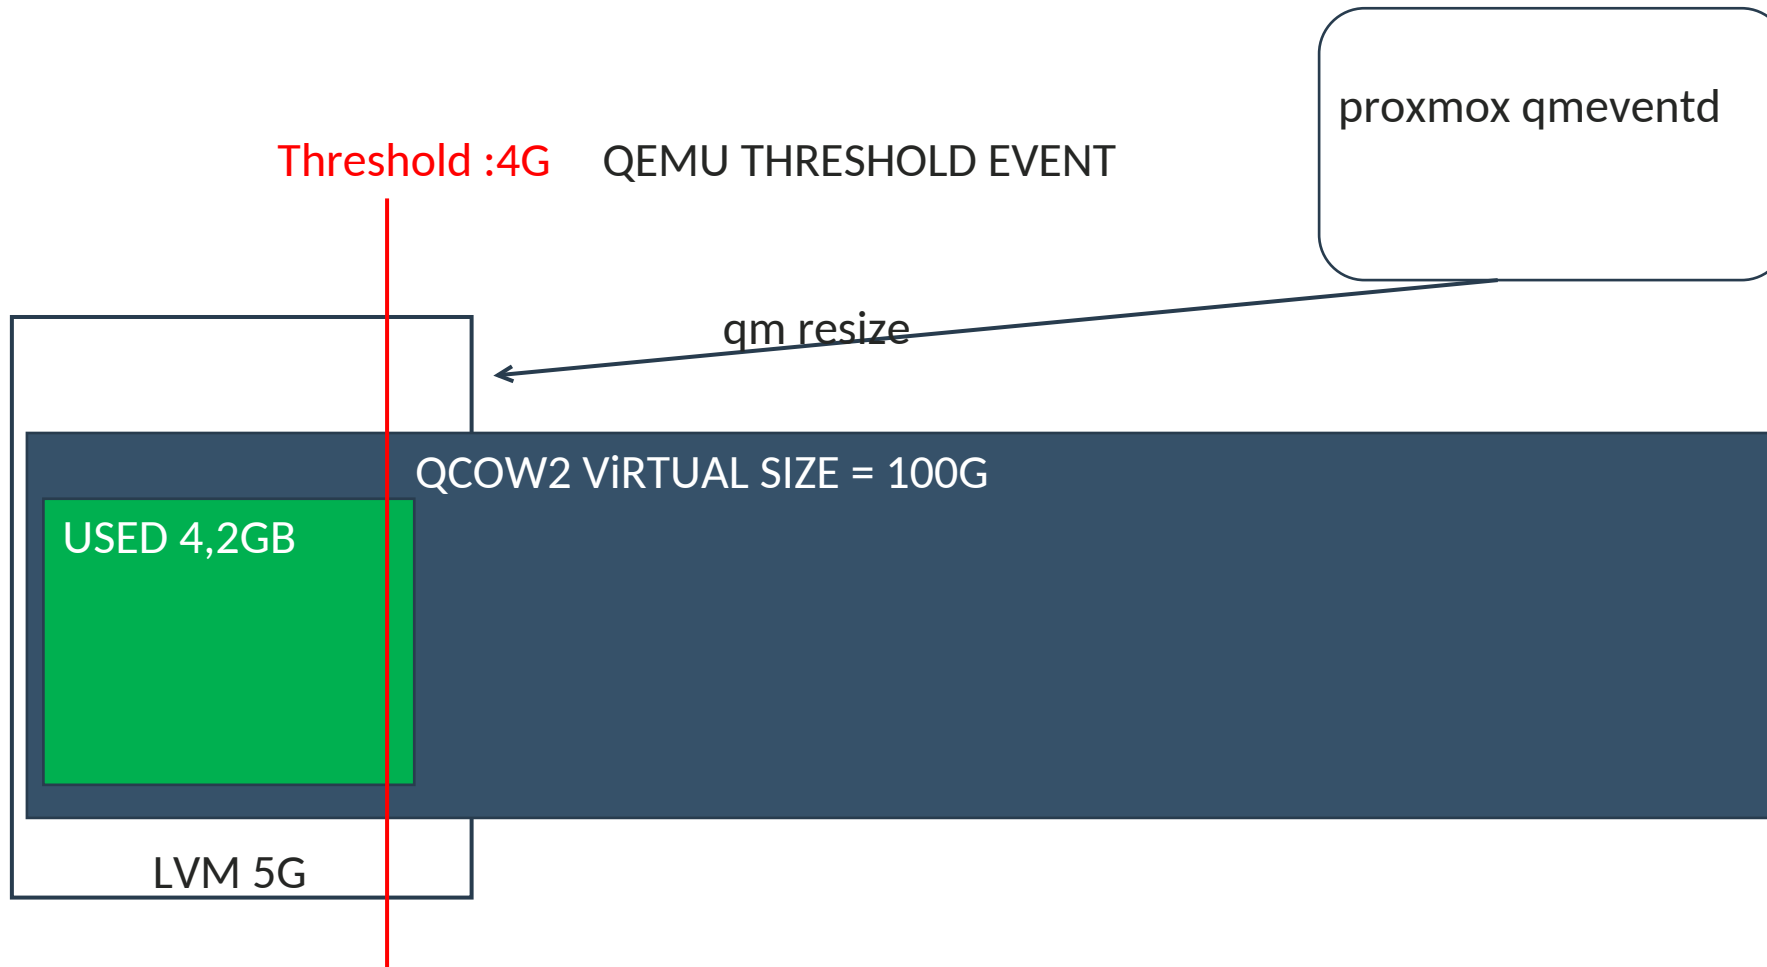 proxmox qmeventd
Threshold :4G
QEMU THRESHOLD EVENT
qm resize
QCOW2 ViRTUAL SIZE = 100G
USED 4,2GB
LVM 5G